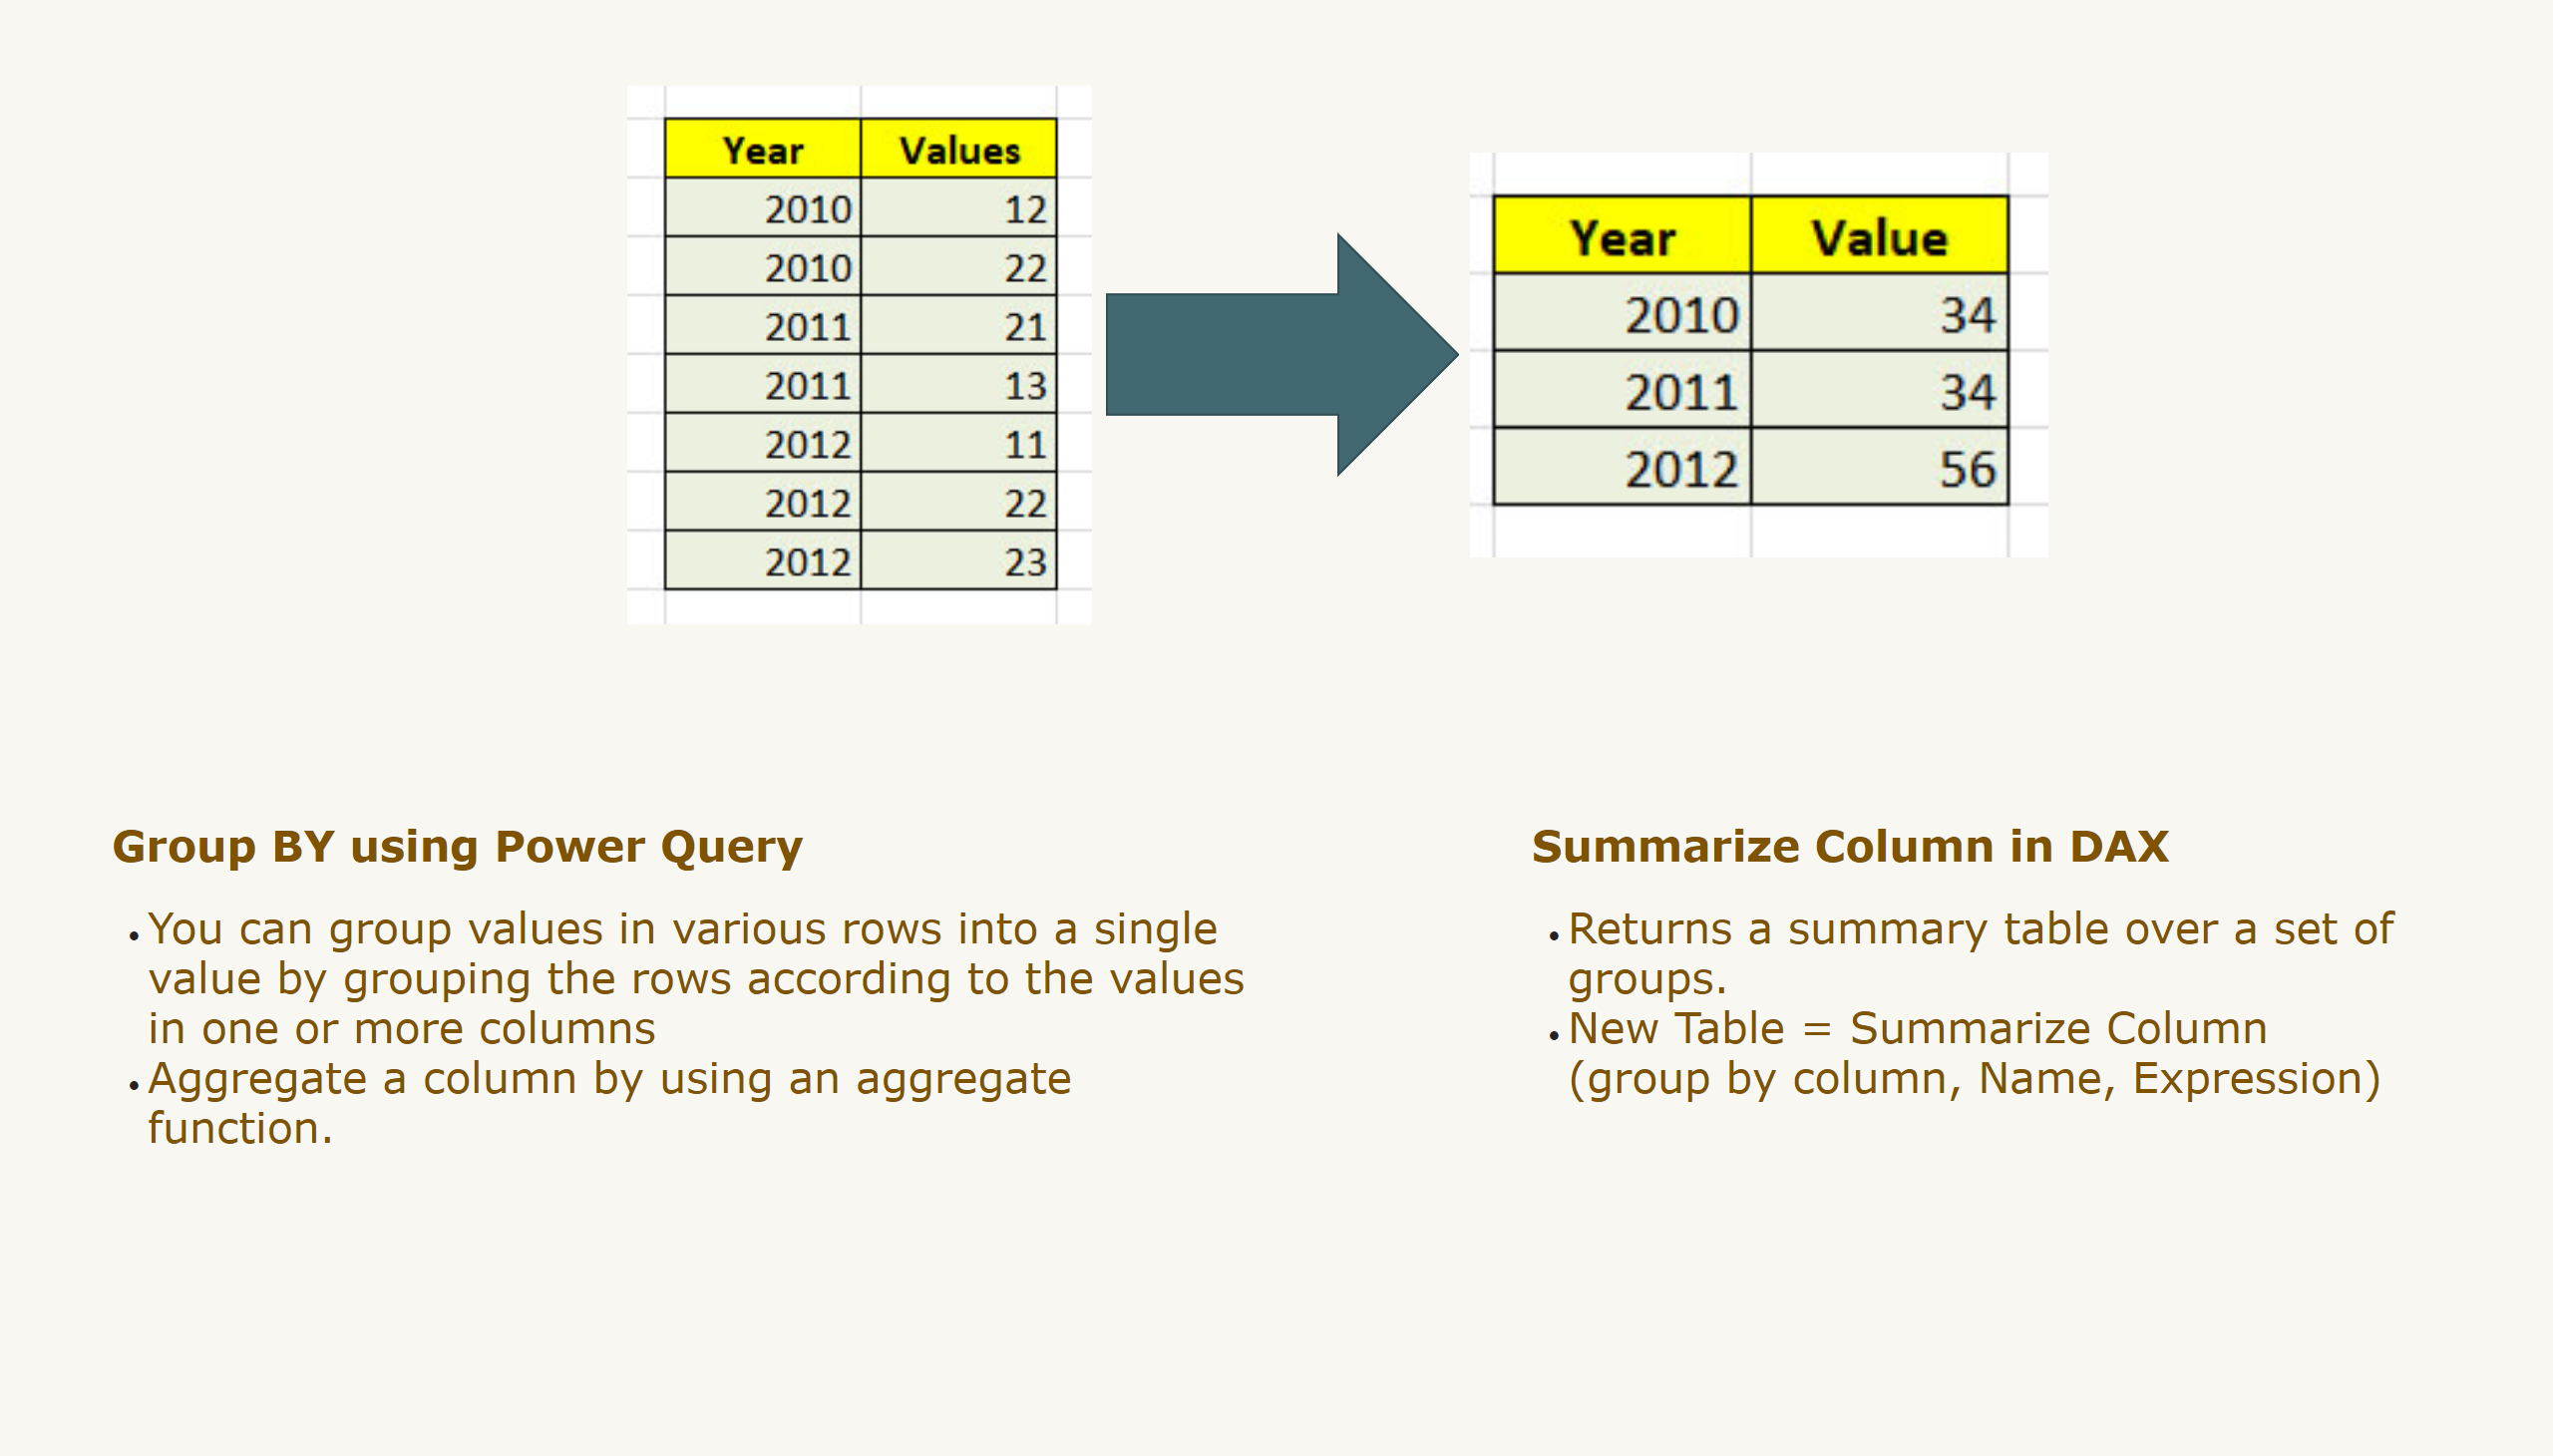 Year Values
2010 12
2010 22
2011 21
2011 13
2012 11
2012 22
2012 23
Year Value
2010 34
2011 34
2012 56
Group BY using Power Query
• You can group values in various rows into a single
value by grouping the rows according to the values
in one or more columns
• Aggregate a column by using an aggregate
function.
Summarize Column in DAX
• Returns a summary table over a set of
groups.
• New Table = Summarize Column
(group by column, Name, Expression)